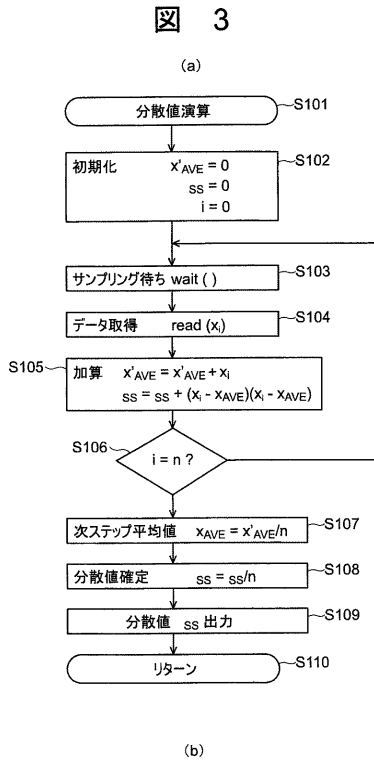 図 3
(a)
分散値演算 S101
初期化 x'AVE = 0 S102
ss = 0
i = 0
サンプリング待ち wait ( ) S103
データ取得 read (xi) S104
S105 加算 x'AVE = x'AVE + xi
ss = ss + (xi - xAVE)(xi - xAVE)
S106 i = n ?
次ステップ平均値 xAVE = x'AVE/n S107
分散値確定 ss = ss/n S108
分散値 ss 出力 S109
リターン S110
(b)